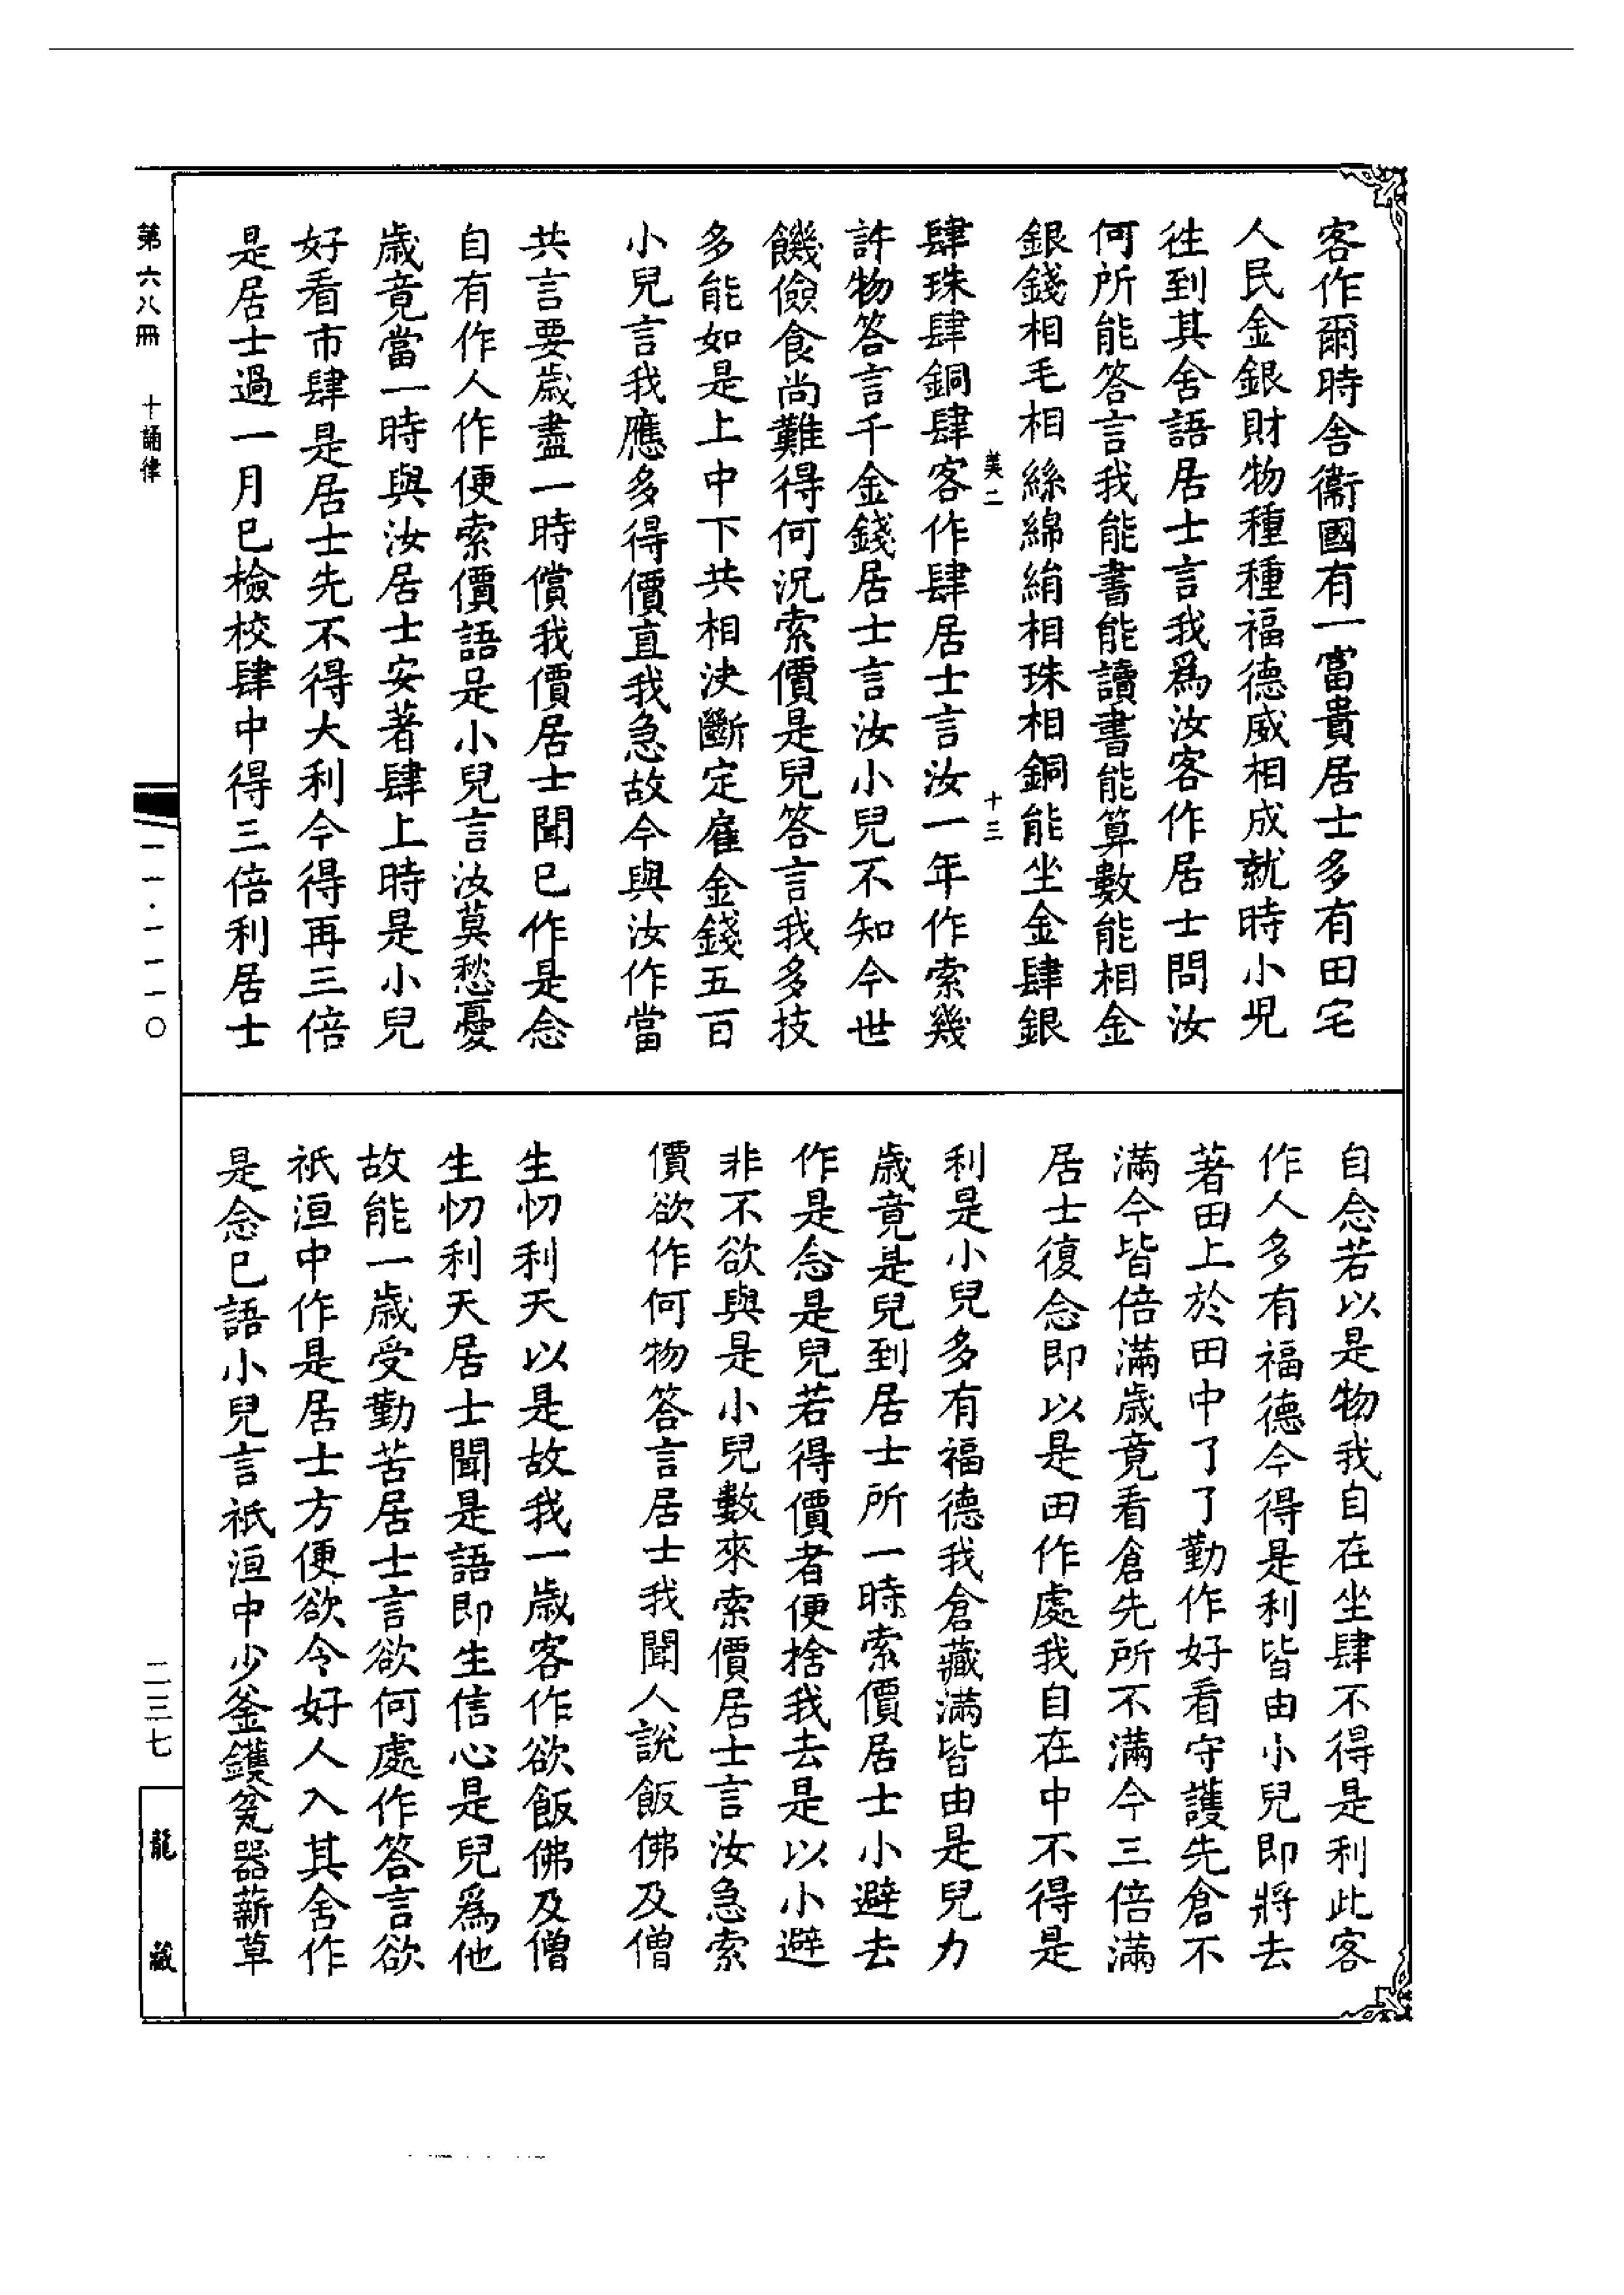 客作爾時舍衞國有一富貴居士多有田宅
人民金銀財物種種福德威相成就時小児
徃到其舍語居士言我爲汝客作居士問汝
何所能答言我能書能讀書能算數能相金
銀錢相毛相絲綿絹相珠相銅能坐金肆銀
美二 十三
肆珠肆銅肆客作肆居士言汝一年作索幾
許物答言千金錢居士言汝小兒不知今世
饑儉食尚難得何況索價是兒答言我多技
多能如是上中下共相決斷定雇金錢五百
小兒言我應多得價直我急故今與汝作當
共言要歲盡一時償我價居士聞已作是念
自有作人作便索價語是小兒言汝莫愁憂
歲竟當一時與汝居士安著肆上時是小兒
好看市肆是居士先不得大利今得再三倍
是居士過一月已檢校肆中得三倍利居士
自念若以是物我自在坐肆不得是利此客
作人多有福德今得是利皆由小兒即將去
著田上於田中了了勤作好看守護先倉不
滿今皆倍滿歲竟看倉先所不滿今三倍滿
居士復念即以是田作處我自在中不得是
利是小兒多有福德我倉藏滿皆由是兒力
歲竟是兒到居士所一時索價居士小避去
作是念是兒若得價者便捨我去是以小避
非不欲與是小兒數來索價居士言汝急索
價欲作何物答言居士我聞人說飯佛及僧
生忉利天以是故我一歲客作欲飯佛及僧
生忉利天居士聞是語即生信心是兒爲他
故能一歲受勤苦居士言欲何處作答言欲
祇洹中作是居士方便欲令好人入其舍作
是念已語小兒言祇洹中少釜鑊瓫器薪草
第六八冊 十誦律
一一·一一一〇
二三七
龍藏